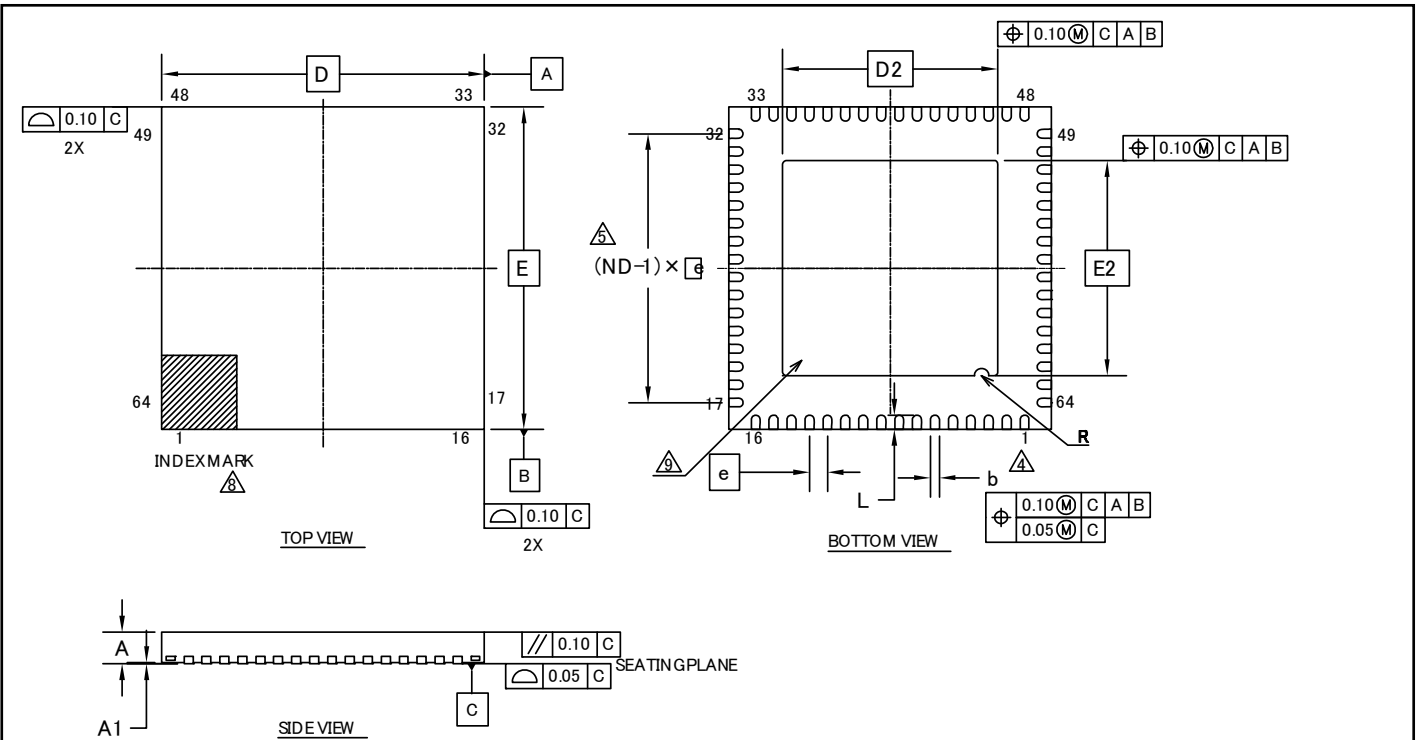 ⌖ 0.10 Ⓜ C A B
D
A
D2
48
33
33
48
⌓ 0.10 C
2X
49
32
32
49
⌖ 0.10 Ⓜ C A B
5
(ND-1)× e
E
E2
64
17
17
64
1
16
16
1
R
INDEXMARK
8
B
9
e
L
4
b
⌓ 0.10 C
2X
⌖ 0.10 Ⓜ C A B
0.05 Ⓜ C
TOP VIEW
BOTTOM VIEW
A
// 0.10 C
SEATINGPLANE
⌓ 0.05 C
C
A1
SIDE VIEW